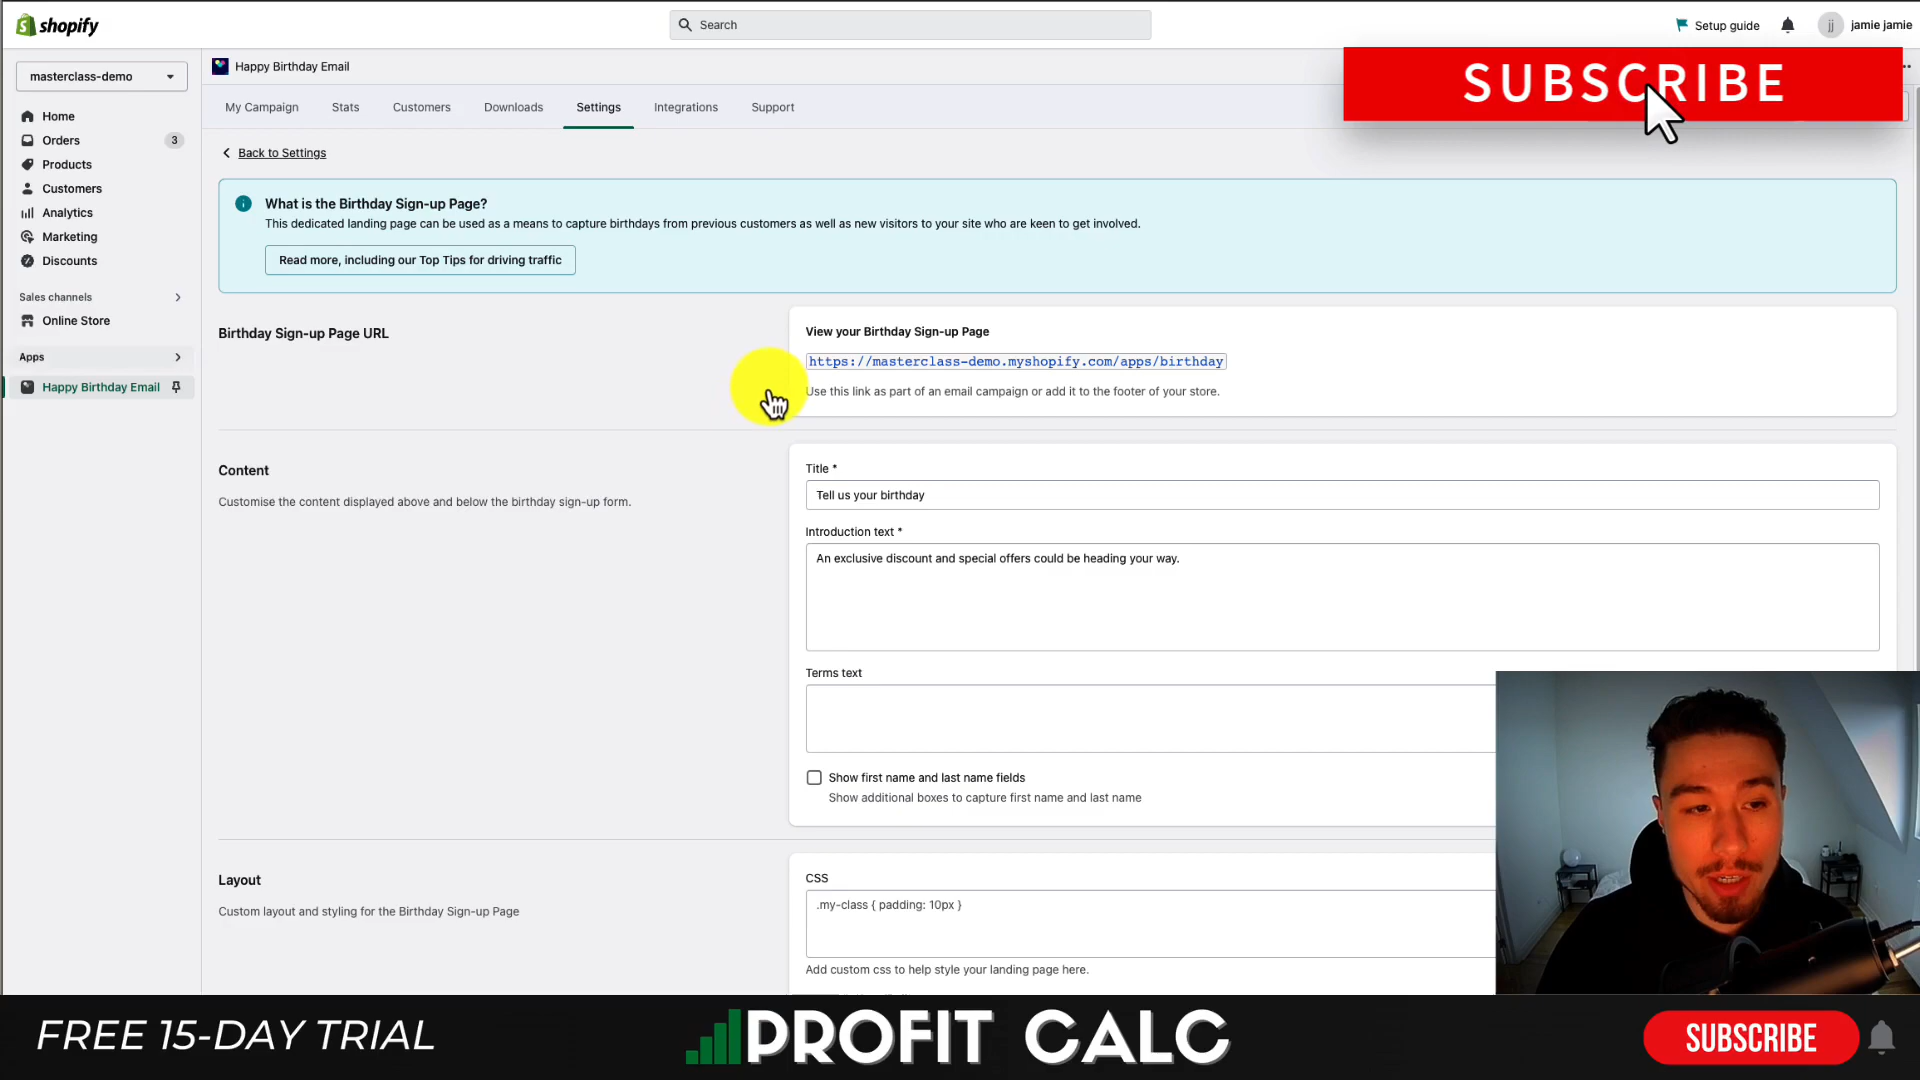 shopify
Search
Setup guide
jj
jamie jamie
masterclass-demo
Happy Birthday Email
SUBSCRIBE
My Campaign
Stats
Customers
Downloads
Settings
Integrations
Support
Home
Orders
3
Products
Customers
Analytics
Marketing
Discounts
Sales channels
Online Store
Apps
Happy Birthday Email
Back to Settings
What is the Birthday Sign-up Page?
This dedicated landing page can be used as a means to capture birthdays from previous customers as well as new visitors to your site who are keen to get involved.
Read more, including our Top Tips for driving traffic
Birthday Sign-up Page URL
View your Birthday Sign-up Page
https://masterclass-demo.myshopify.com/apps/birthday
Use this link as part of an email campaign or add it to the footer of your store.
Content
Customise the content displayed above and below the birthday sign-up form.
Title *
Tell us your birthday
Introduction text *
An exclusive discount and special offers could be heading your way.
Terms text
Show first name and last name fields
Show additional boxes to capture first name and last name
Layout
Custom layout and styling for the Birthday Sign-up Page
CSS
.my-class { padding: 10px }
Add custom css to help style your landing page here.
FREE 15-DAY TRIAL
PROFIT CALC
SUBSCRIBE